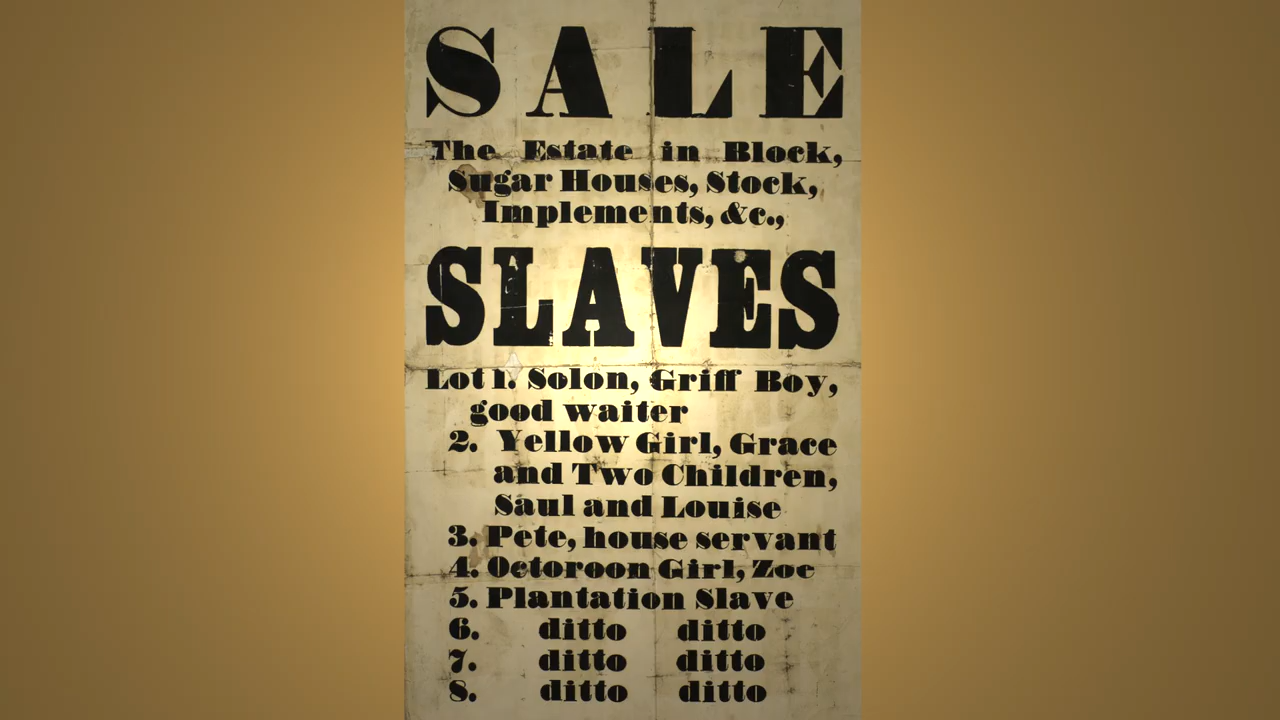 SALE
The Estate in Block,
Sugar Houses, Stock,
Implements, &c.,
SLAVES
Lot 1. Solon, Griff Boy,
good waiter
2. Yellow Girl, Grace
and Two Children,
Saul and Louise
3. Pete, house servant
4. Octoroon Girl, Zoe
5. Plantation Slave
6. ditto ditto
7. ditto ditto
8. ditto ditto